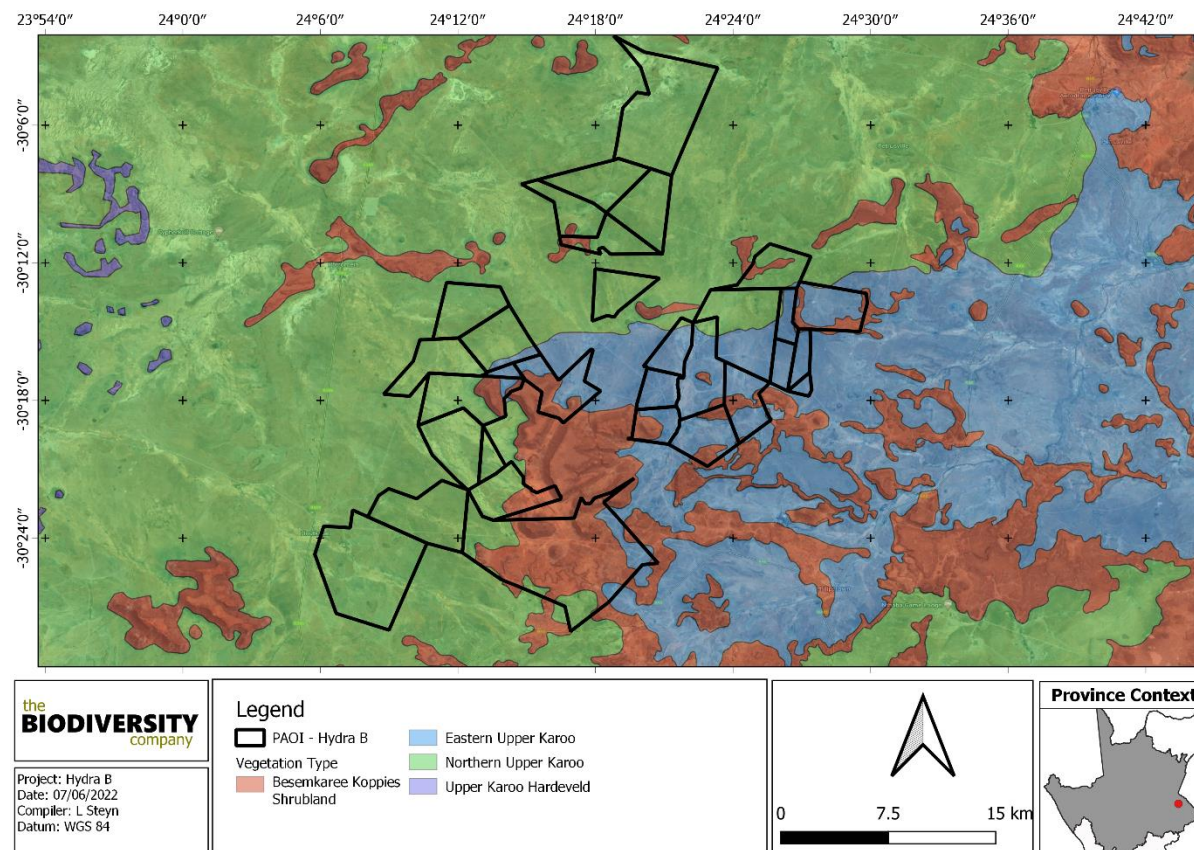 23°54′0″ 24°0′0″ 24°6′0″ 24°12′0″ 24°18′0″ 24°24′0″ 24°30′0″ 24°36′0″ 24°42′0″
-30°6′0″
-30°12′0″
-30°18′0″
-30°24′0″
the
BIODIVERSITY
company
Project: Hydra B
Date: 07/06/2022
Compiler: L Steyn
Datum: WGS 84
Legend
PAOI - Hydra B
Vegetation Type
Besemkaree Koppies
Shrubland
Eastern Upper Karoo
Northern Upper Karoo
Upper Karoo Hardeveld
0 7.5 15 km
Province Context